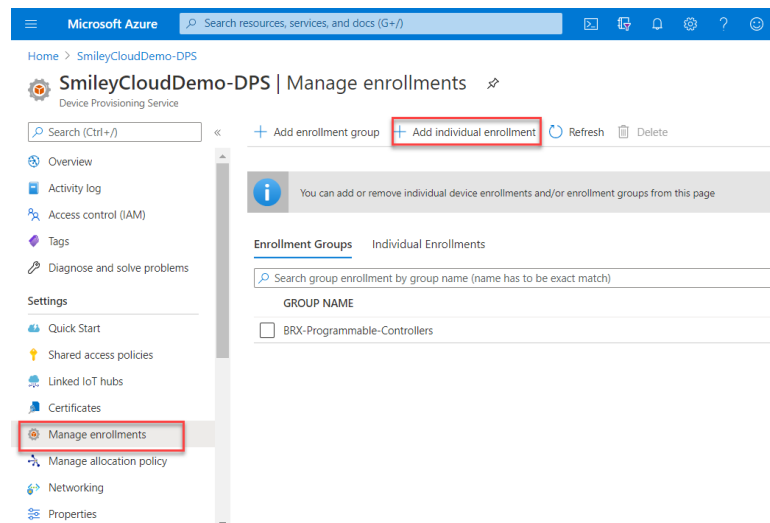 Microsoft Azure
Search resources, services, and docs (G+/)
Home > SmileyCloudDemo-DPS
SmileyCloudDemo-DPS | Manage enrollments
Device Provisioning Service
Search (Ctrl+/)
«
+ Add enrollment group
+ Add individual enrollment
Refresh
Delete
Overview
Activity log
Access control (IAM)
Tags
Diagnose and solve problems
Settings
Quick Start
Shared access policies
Linked IoT hubs
Certificates
Manage enrollments
Manage allocation policy
Networking
Properties
You can add or remove individual device enrollments and/or enrollment groups from this page
Enrollment Groups
Individual Enrollments
Search group enrollment by group name (name has to be exact match)
GROUP NAME
BRX-Programmable-Controllers